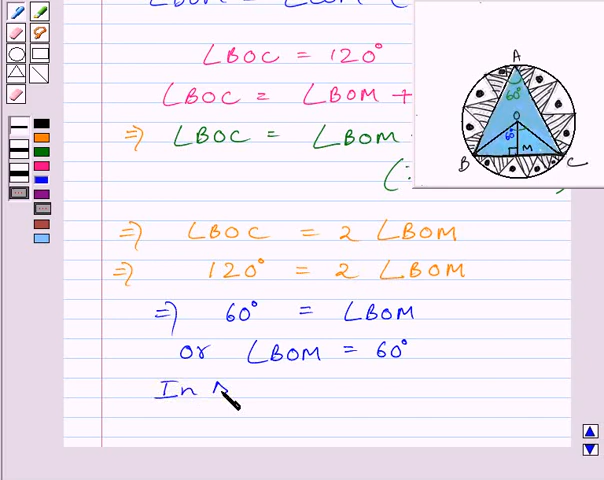 ∠BOC = 120°
∠BOC = ∠BOM +
⇒ ∠BOC = ∠BOM
⇒ ∠BOC = 2 ∠BOM
⇒ 120° = 2 ∠BOM
⇒ 60° = ∠BOM
or ∠BOM = 60°
In
A
60°
O
60°
B
M
C